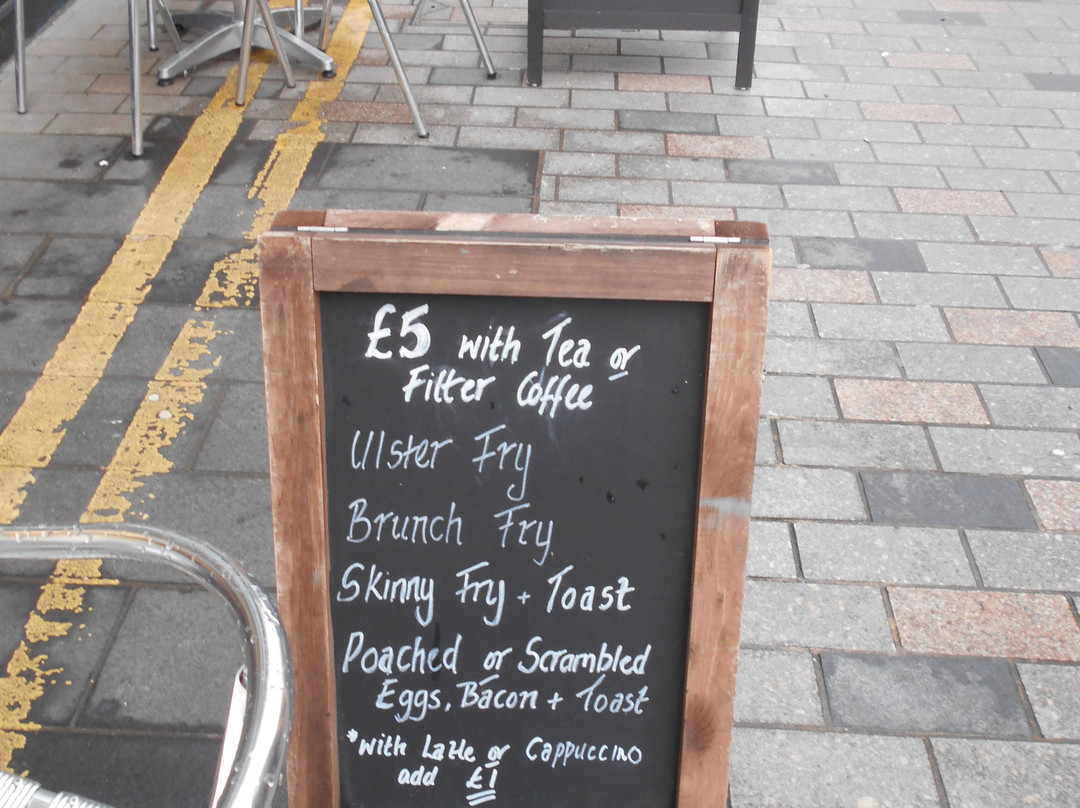 £5 with Tea or
Filter Coffee
Ulster Fry
Brunch Fry
Skinny Fry + Toast
Poached or Scrambled
Eggs, Bacon + Toast
*with Latte or Cappuccino
add £1